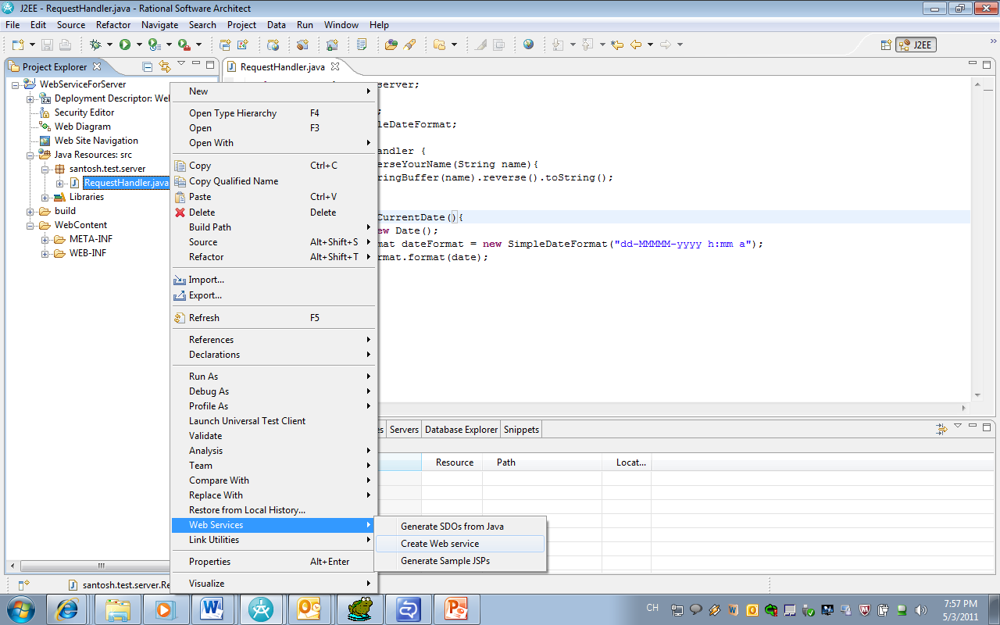 J2EE - RequestHandler.java - Rational Software Architect
File Edit Source Refactor Navigate Search Project Data Run Window Help
J2EE
Project Explorer
WebServiceForServer
Deployment Descriptor: We
Security Editor
Web Diagram
Web Site Navigation
Java Resources: src
santosh.test.server
RequestHandler.java
Libraries
build
WebContent
META-INF
WEB-INF
RequestHandler.java
server;
;
leDateFormat;
andler {
erseYourName(String name){
ringBuffer(name).reverse().toString();
CurrentDate(){
ew Date();
mat dateFormat = new SimpleDateFormat("dd-MMMMM-yyyy h:mm a");
rmat.format(date);
New
Open Type Hierarchy F4
Open F3
Open With
Copy Ctrl+C
Copy Qualified Name
Paste Ctrl+V
Delete Delete
Build Path
Source Alt+Shift+S
Refactor Alt+Shift+T
Import...
Export...
Refresh F5
References
Declarations
Run As
Debug As
Profile As
Launch Universal Test Client
Validate
Analysis
Team
Compare With
Replace With
Restore from Local History...
Web Services
Link Utilities
Properties Alt+Enter
Visualize
Generate SDOs from Java
Create Web service
Generate Sample JSPs
es Servers Database Explorer Snippets
Resource Path Locat...
santosh.test.server.Re
CH
7:57 PM
5/3/2011